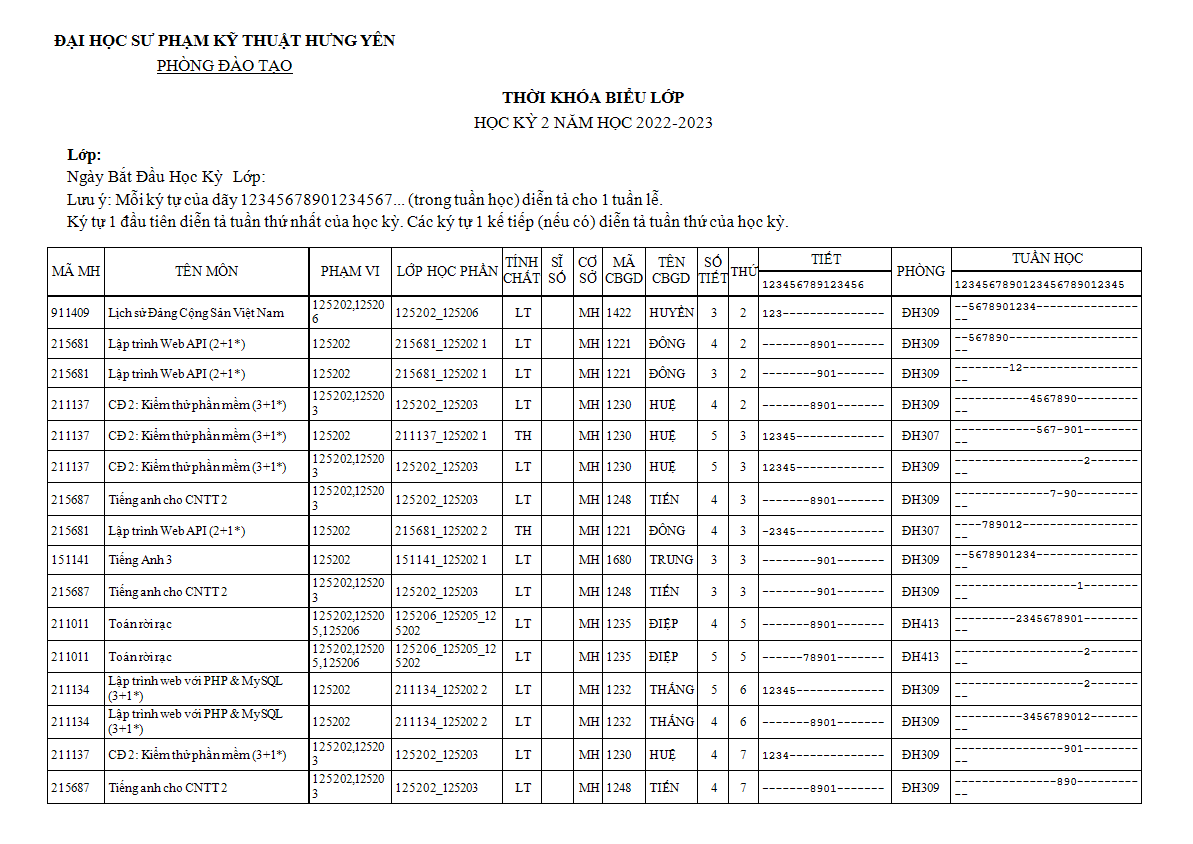 ĐẠI HỌC SƯ PHẠM KỸ THUẬT HƯNG YÊN
PHÒNG ĐÀO TẠO
THỜI KHÓA BIỂU LỚP
HỌC KỲ 2 NĂM HỌC 2022-2023
Lớp:
Ngày Bắt Đầu Học Kỳ Lớp:
Lưu ý: Mỗi ký tự của dãy 12345678901234567... (trong tuần học) diễn tả cho 1 tuần lễ.
Ký tự 1 đầu tiên diễn tả tuần thứ nhất của học kỳ. Các ký tự 1 kế tiếp (nếu có) diễn tả tuần thứ của học kỳ.
MÃ MH TÊN MÔN PHẠM VI LỚP HỌC PHẦN TÍNH CHẤT SĨ SỐ CƠ SỞ MÃ CBGD TÊN CBGD SỐ TIẾT THỨ TIẾT PHÒNG TUẦN HỌC
123456789123456 1234567890123456789012345
911409 Lịch sử Đảng Cộng Sản Việt Nam 125202,125206 125202_125206 LT MH 1422 HUYỀN 3 2 123--------------- ĐH309 --5678901234-----------------
215681 Lập trình Web API (2+1*) 125202 215681_125202 1 LT MH 1221 ĐÔNG 4 2 -------8901------- ĐH309 --567890---------------------
215681 Lập trình Web API (2+1*) 125202 215681_125202 1 LT MH 1221 ĐÔNG 3 2 --------901------- ĐH309 --------12-------------------
211137 CĐ 2: Kiểm thử phần mềm (3+1*) 125202,125203 125202_125203 LT MH 1230 HUỆ 4 2 -------8901------- ĐH309 -----------4567890-----------
211137 CĐ 2: Kiểm thử phần mềm (3+1*) 125202 211137_125202 1 TH MH 1230 HUỆ 5 3 12345------------- ĐH307 ------------567-901----------
211137 CĐ 2: Kiểm thử phần mềm (3+1*) 125202,125203 125202_125203 LT MH 1230 HUỆ 5 3 12345------------- ĐH309 -------------------2---------
215687 Tiếng anh cho CNTT 2 125202,125203 125202_125203 LT MH 1248 TIẾN 4 3 -------8901------- ĐH309 --------------7-90-----------
215681 Lập trình Web API (2+1*) 125202 215681_125202 2 TH MH 1221 ĐÔNG 4 3 -2345------------- ĐH307 ----789012-------------------
151141 Tiếng Anh 3 125202 151141_125202 1 LT MH 1680 TRƯNG 3 3 --------901------- ĐH309 --5678901234-----------------
215687 Tiếng anh cho CNTT 2 125202,125203 125202_125203 LT MH 1248 TIẾN 3 3 --------901------- ĐH309 ------------------1----------
211011 Toán rời rạc 125202,125205,125206 125206_125205_125202 LT MH 1235 ĐIỆP 4 5 -------8901------- ĐH413 ---------2345678901----------
211011 Toán rời rạc 125202,125205,125206 125206_125205_125202 LT MH 1235 ĐIỆP 5 5 ------78901------- ĐH413 -------------------2---------
211134 Lập trình web với PHP & MySQL (3+1*) 125202 211134_125202 2 LT MH 1232 THẮNG 5 6 12345------------- ĐH309 -------------------2---------
211134 Lập trình web với PHP & MySQL (3+1*) 125202 211134_125202 2 LT MH 1232 THẮNG 4 6 -------8901------- ĐH309 ----------3456789012---------
211137 CĐ 2: Kiểm thử phần mềm (3+1*) 125202,125203 125202_125203 LT MH 1230 HUỆ 4 7 1234-------------- ĐH309 ----------------901----------
215687 Tiếng anh cho CNTT 2 125202,125203 125202_125203 LT MH 1248 TIẾN 4 7 -------8901------- ĐH309 ---------------890-----------